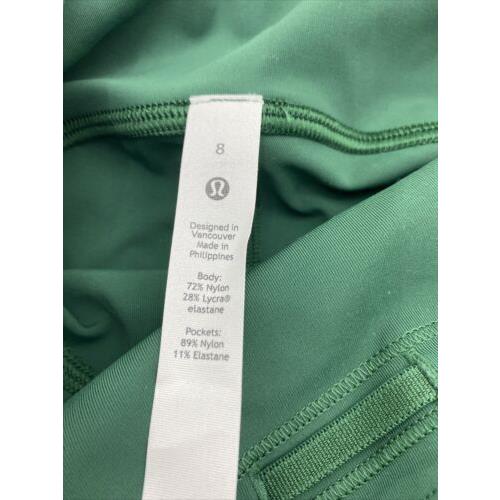 8
Designed in
Vancouver
Made in
Philippines
Body:
72% Nylon
28% Lycra®
elastane
Pockets:
89% Nylon
11% Elastane